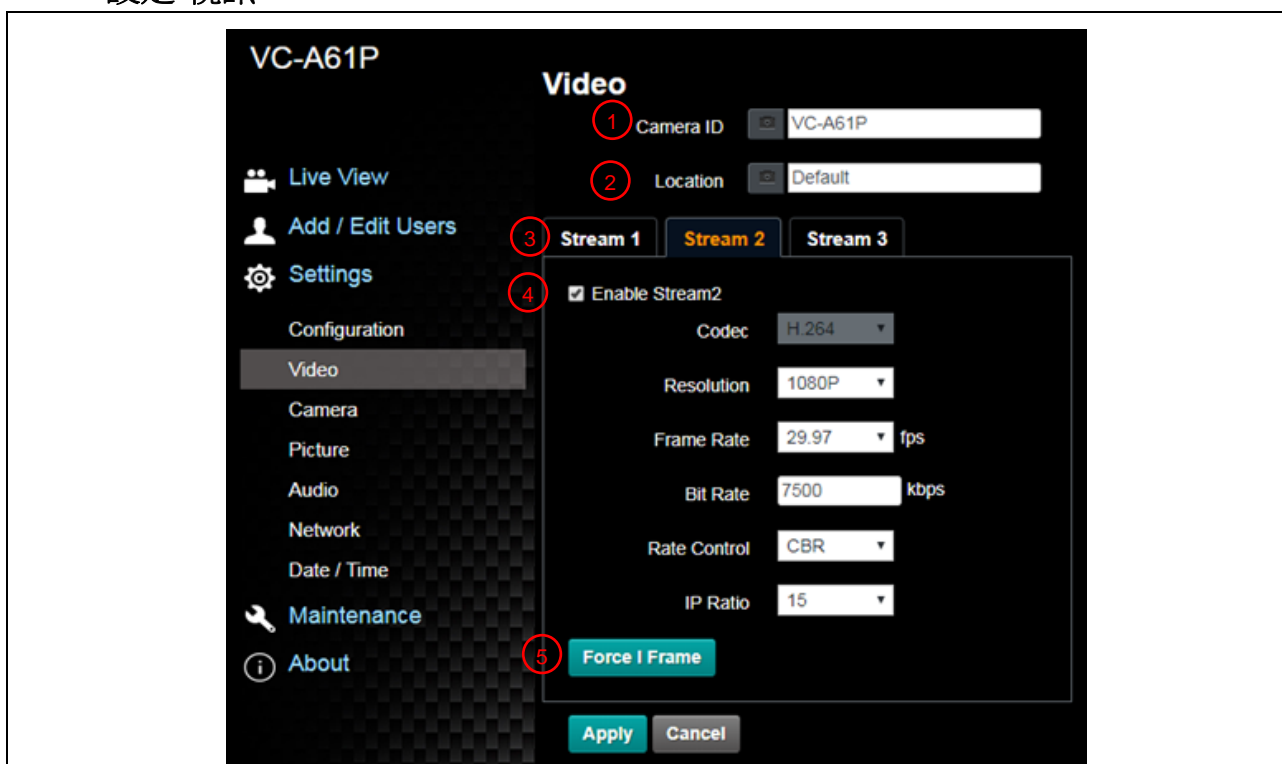 VC-A61P
Video
1 Camera ID VC-A61P
2 Location Default
Live View
Add / Edit Users
Settings
Configuration
Video
Camera
Picture
Audio
Network
Date / Time
Maintenance
About
3 Stream 1 Stream 2 Stream 3
4 Enable Stream2
Codec H.264
Resolution 1080P
Frame Rate 29.97 fps
Bit Rate 7500 kbps
Rate Control CBR
IP Ratio 15
5 Force I Frame
Apply Cancel